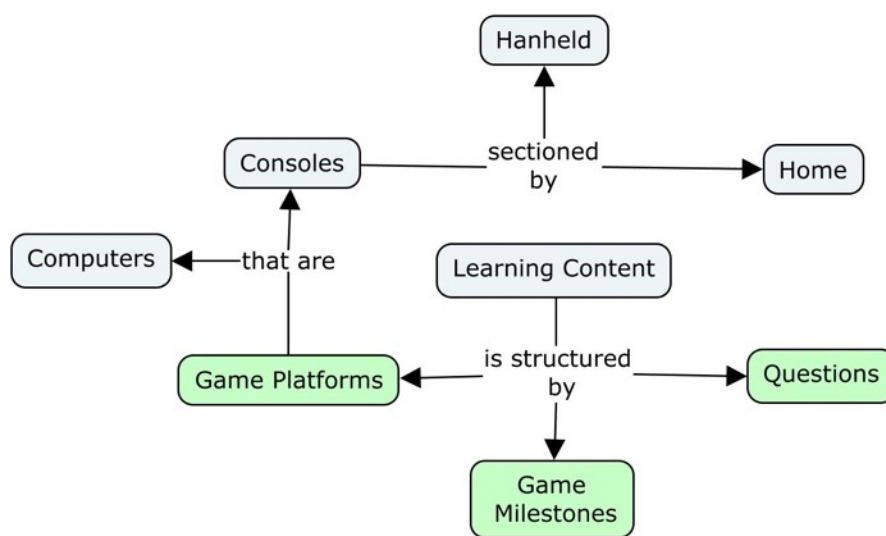 Hanheld
Consoles
sectioned
by
Home
Computers
that are
Learning Content
Game Platforms
is structured
by
Questions
Game
Milestones